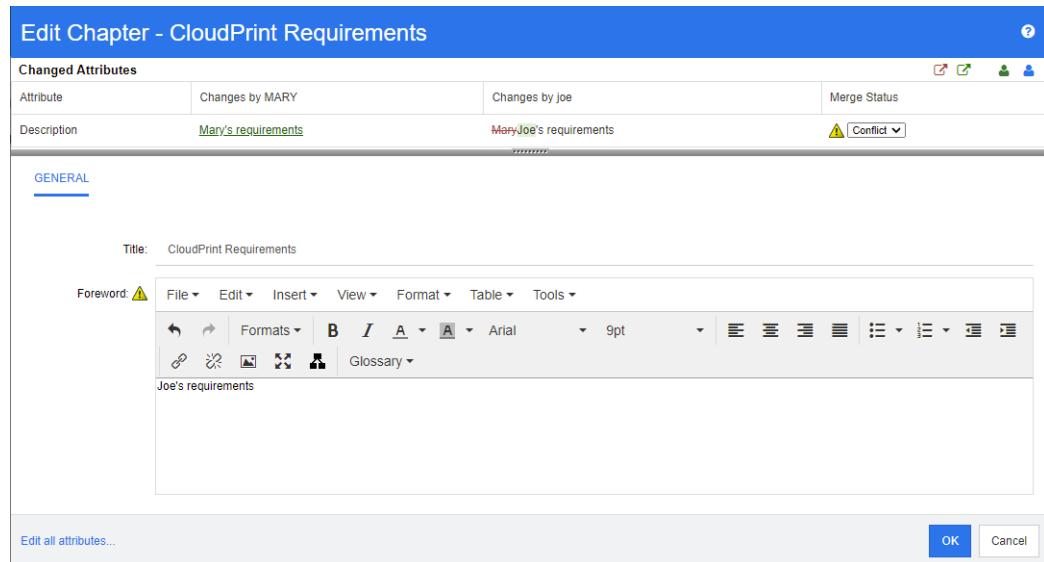 Edit Chapter - CloudPrint Requirements
Changed Attributes
Attribute Changes by MARY Changes by joe Merge Status
Description Mary's requirements MaryJoe's requirements Conflict
GENERAL
Title: CloudPrint Requirements
Foreword: File Edit Insert View Format Table Tools
Formats B I A A Arial 9pt
Glossary
Joe's requirements
Edit all attributes... OK Cancel